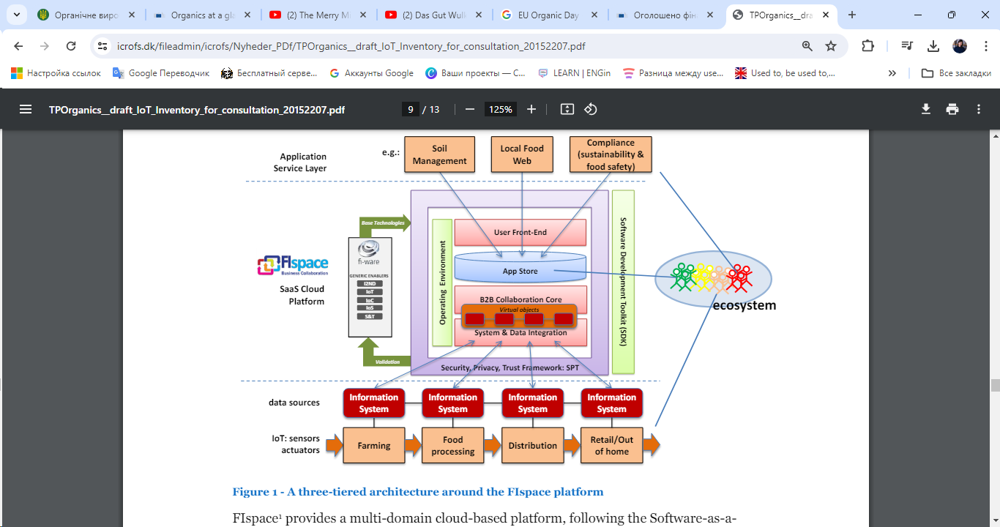 Органічне виро
Organics at a gla
(2) The Merry Mi
(2) Das Gut Wulk
EU Organic Day
Оголошено фін
TPOrganics__dra
icrofs.dk/fileadmin/icrofs/Nyheder_PDf/TPOrganics__draft_IoT_Inventory_for_consultation_20152207.pdf
Настройка ссылок
Google Переводчик
Бесплатный серве...
Аккаунты Google
Ваши проекты — С...
LEARN | ENGin
Разница между use...
Used to, be used to,...
»
Все закладки
TPOrganics__draft_IoT_Inventory_for_consultation_20152207.pdf
9 / 13
125%
Application
Service Layer
e.g.:
Soil
Management
Local Food
Web
Compliance
(sustainability &
food safety)
Base Technologies
fi-ware
GENERIC ENABLERS
I2ND
IoT
IoC
IoS
S&T
Validation
FIspace
Business Collaboration
SaaS Cloud
Platform
Operating Environment
User Front-End
App Store
B2B Collaboration Core
Virtual objects
System & Data Integration
Security, Privacy, Trust Framework: SPT
Software Development Toolkit (SDK)
ecosystem
data sources
Information
System
Information
System
Information
System
Information
System
IoT: sensors
actuators
Farming
Food
processing
Distribution
Retail/Out
of home
Figure 1 - A three-tiered architecture around the FIspace platform
FIspace¹ provides a multi-domain cloud-based platform, following the Software-as-a-